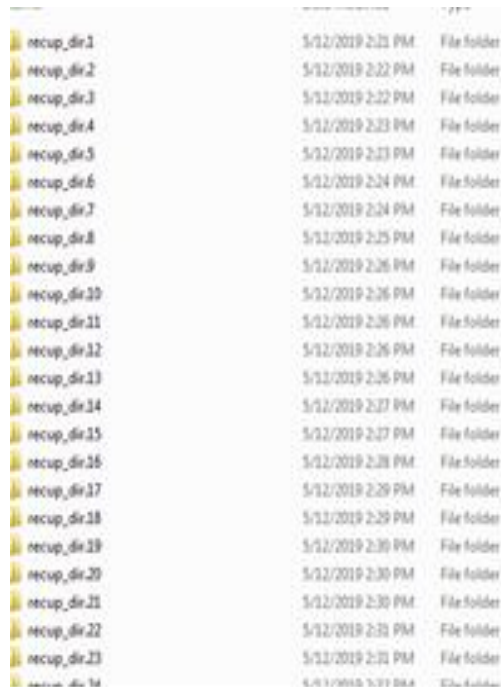 recup_dir.1 5/12/2019 2:21 PM File folder
recup_dir.2 5/12/2019 2:22 PM File folder
recup_dir.3 5/12/2019 2:22 PM File folder
recup_dir.4 5/12/2019 2:23 PM File folder
recup_dir.5 5/12/2019 2:23 PM File folder
recup_dir.6 5/12/2019 2:24 PM File folder
recup_dir.7 5/12/2019 2:24 PM File folder
recup_dir.8 5/12/2019 2:25 PM File folder
recup_dir.9 5/12/2019 2:26 PM File folder
recup_dir.10 5/12/2019 2:26 PM File folder
recup_dir.11 5/12/2019 2:26 PM File folder
recup_dir.12 5/12/2019 2:26 PM File folder
recup_dir.13 5/12/2019 2:26 PM File folder
recup_dir.14 5/12/2019 2:27 PM File folder
recup_dir.15 5/12/2019 2:27 PM File folder
recup_dir.16 5/12/2019 2:28 PM File folder
recup_dir.17 5/12/2019 2:29 PM File folder
recup_dir.18 5/12/2019 2:29 PM File folder
recup_dir.19 5/12/2019 2:30 PM File folder
recup_dir.20 5/12/2019 2:30 PM File folder
recup_dir.21 5/12/2019 2:30 PM File folder
recup_dir.22 5/12/2019 2:31 PM File folder
recup_dir.23 5/12/2019 2:31 PM File folder